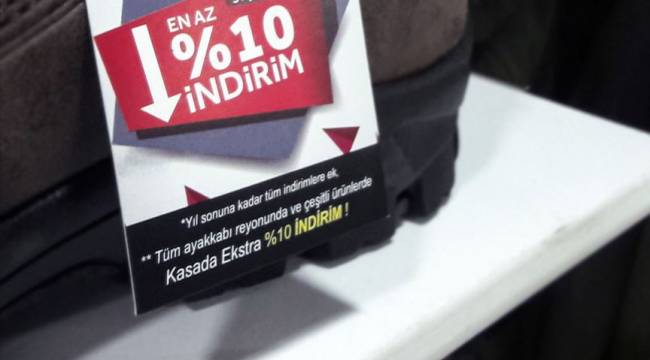 EN AZ
%10
İNDİRİM
*Yıl sonuna kadar tüm indirimlere ek,
** Tüm ayakkabı reyonunda ve çeşitli ürünlerde
Kasada Ekstra %10 İNDİRİM !